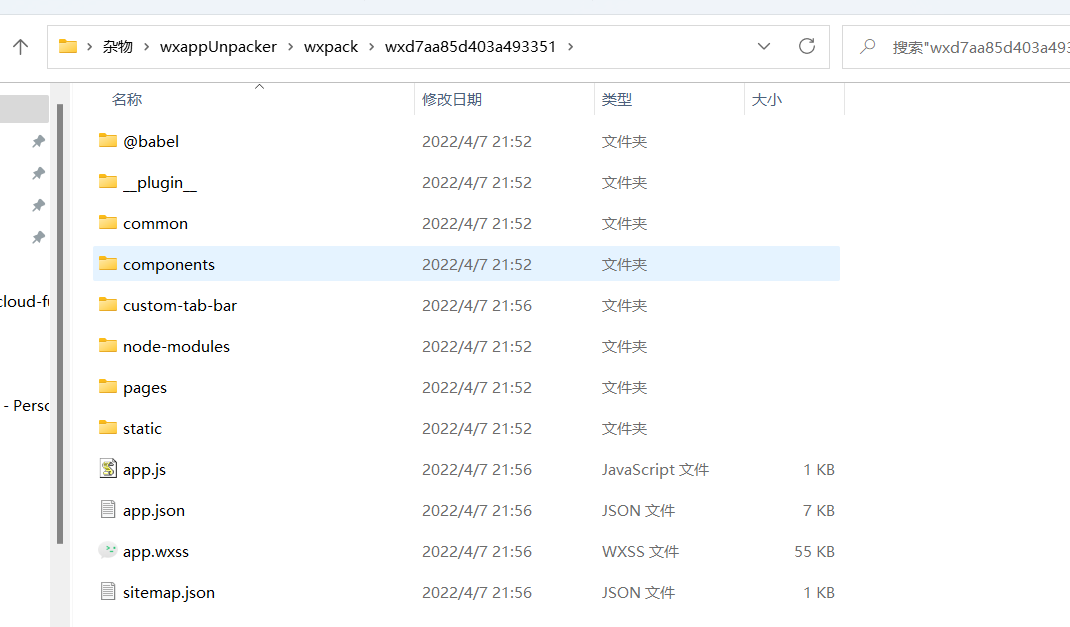 杂物 › wxappUnpacker › wxpack › wxd7aa85d403a493351 ›
搜索"wxd7aa85d403a493
名称 修改日期 类型 大小
@babel 2022/4/7 21:52 文件夹
__plugin__ 2022/4/7 21:52 文件夹
common 2022/4/7 21:52 文件夹
components 2022/4/7 21:52 文件夹
cloud-fu
custom-tab-bar 2022/4/7 21:56 文件夹
node-modules 2022/4/7 21:52 文件夹
pages 2022/4/7 21:52 文件夹
- Perso
static 2022/4/7 21:52 文件夹
app.js 2022/4/7 21:56 JavaScript 文件 1 KB
app.json 2022/4/7 21:56 JSON 文件 7 KB
app.wxss 2022/4/7 21:56 WXSS 文件 55 KB
sitemap.json 2022/4/7 21:56 JSON 文件 1 KB